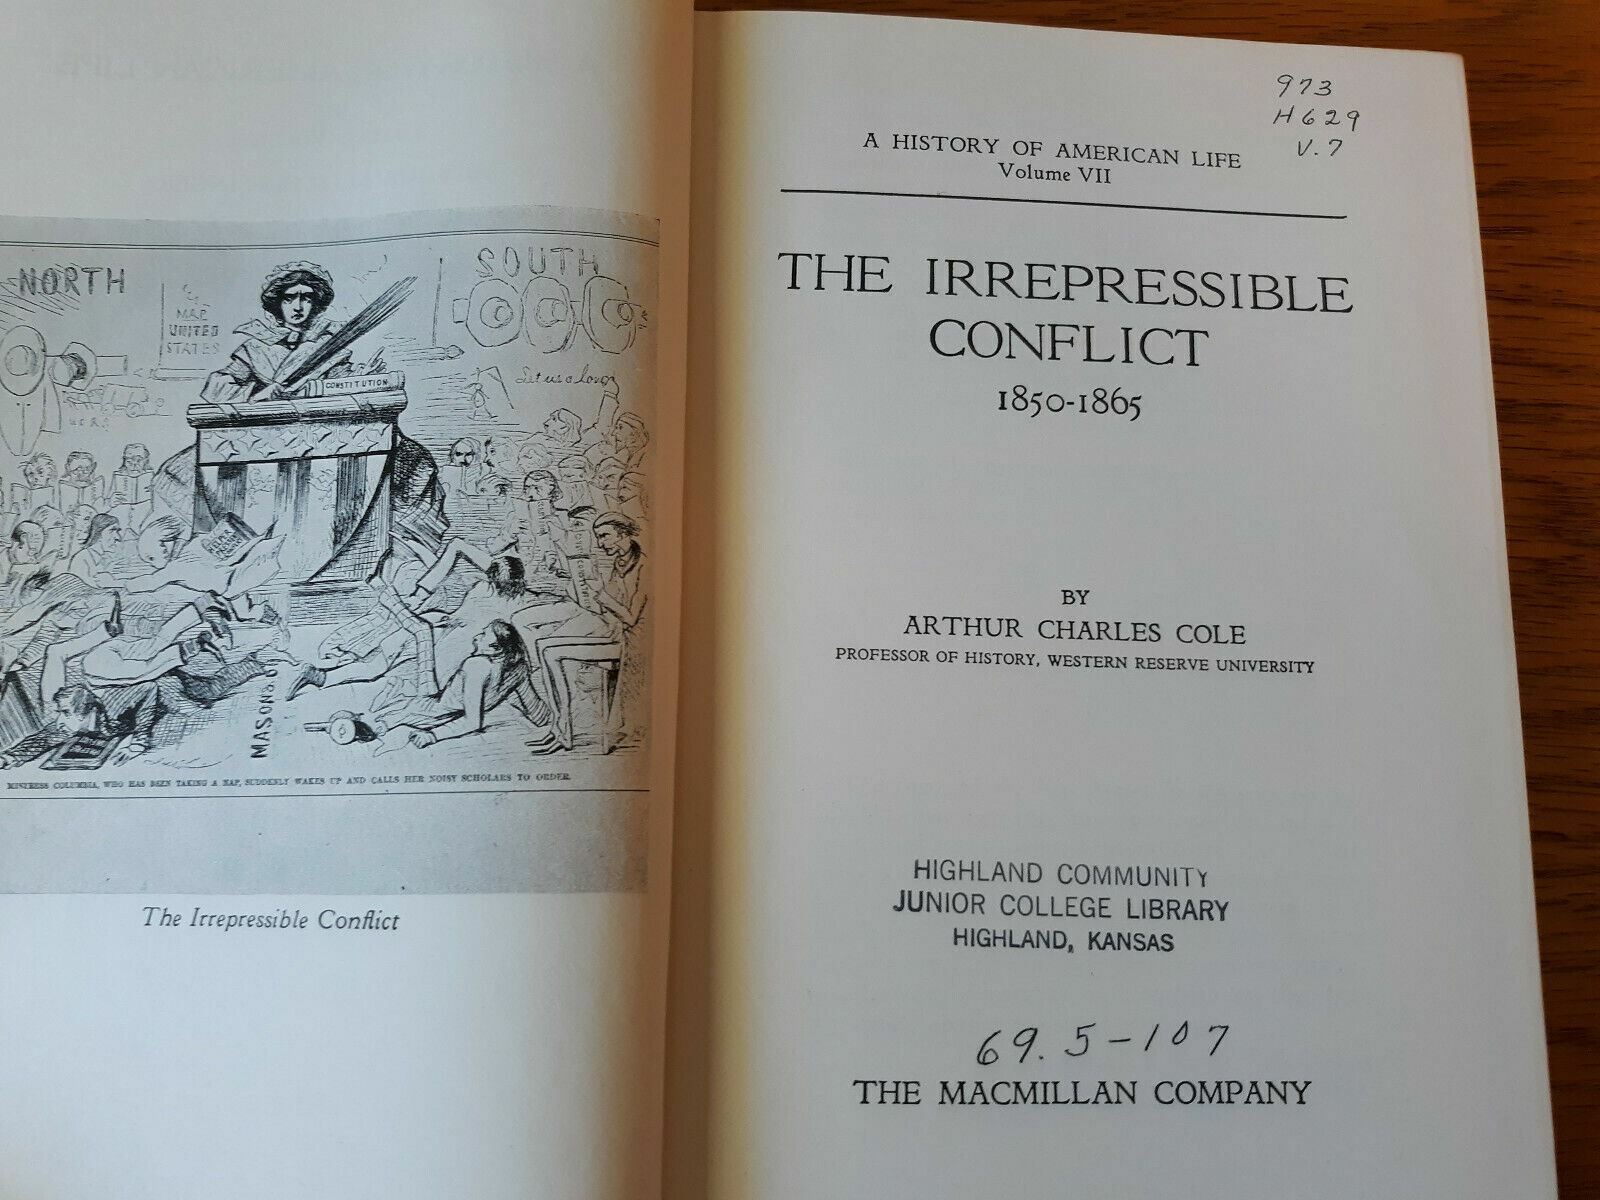 NORTH
SOUTH
MAP
UNITED
STATES
CONSTITUTION
Let us alone
MASONS.D
MISTRESS COLUMBIA, WHO HAS BEEN TAKING A NAP, SUDDENLY WAKES UP AND CALLS HER NOISY SCHOLARS TO ORDER.
The Irrepressible Conflict
973
H629
V.7
A HISTORY OF AMERICAN LIFE
Volume VII
THE IRREPRESSIBLE
CONFLICT
1850-1865
BY
ARTHUR CHARLES COLE
PROFESSOR OF HISTORY, WESTERN RESERVE UNIVERSITY
HIGHLAND COMMUNITY
JUNIOR COLLEGE LIBRARY
HIGHLAND, KANSAS
69.5-107
THE MACMILLAN COMPANY